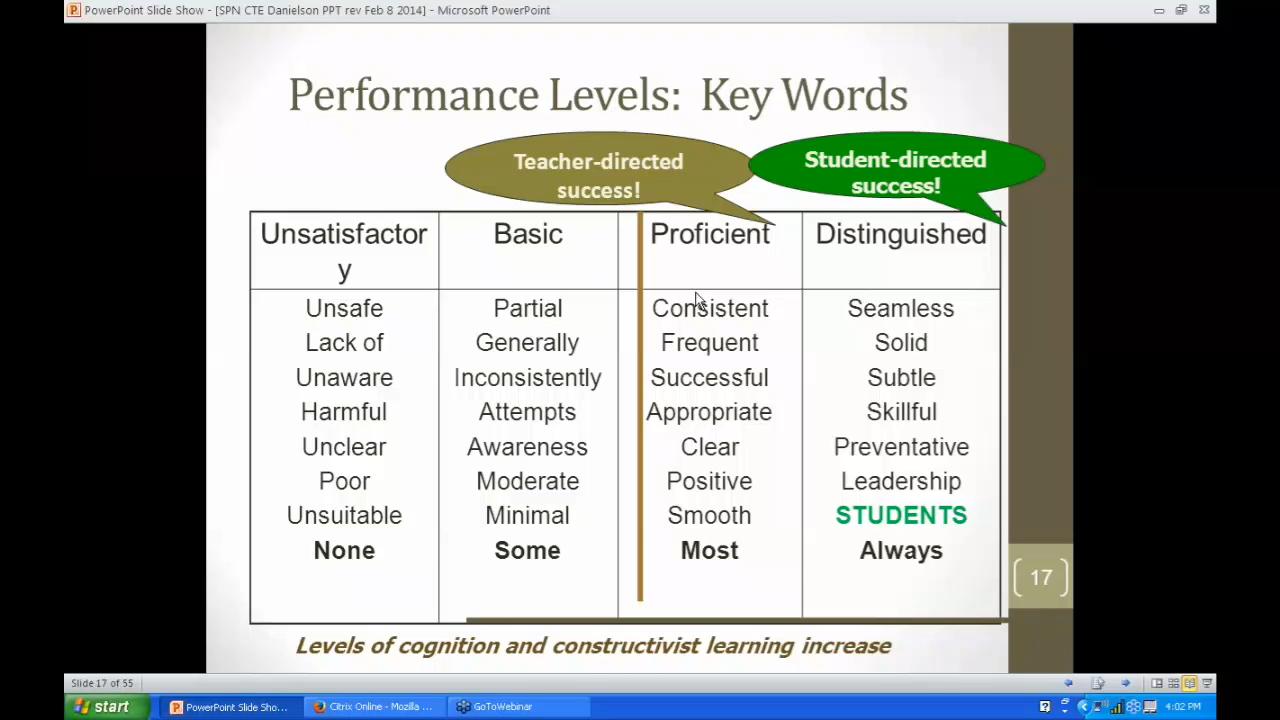 PowerPoint Slide Show - [SPN CTE Danielson PPT rev Feb 8 2014] - Microsoft PowerPoint
Performance Levels: Key Words
Teacher-directed
success!
Student-directed
success!
Unsatisfactor
y
Basic
Proficient
Distinguished
Unsafe
Lack of
Unaware
Harmful
Unclear
Poor
Unsuitable
None
Partial
Generally
Inconsistently
Attempts
Awareness
Moderate
Minimal
Some
Consistent
Frequent
Successful
Appropriate
Clear
Positive
Smooth
Most
Seamless
Solid
Subtle
Skillful
Preventative
Leadership
STUDENTS
Always
17
Levels of cognition and constructivist learning increase
Slide 17 of 55
start
PowerPoint Slide Sho...
Citrix Online - Mozilla ...
GoToWebinar
4:02 PM